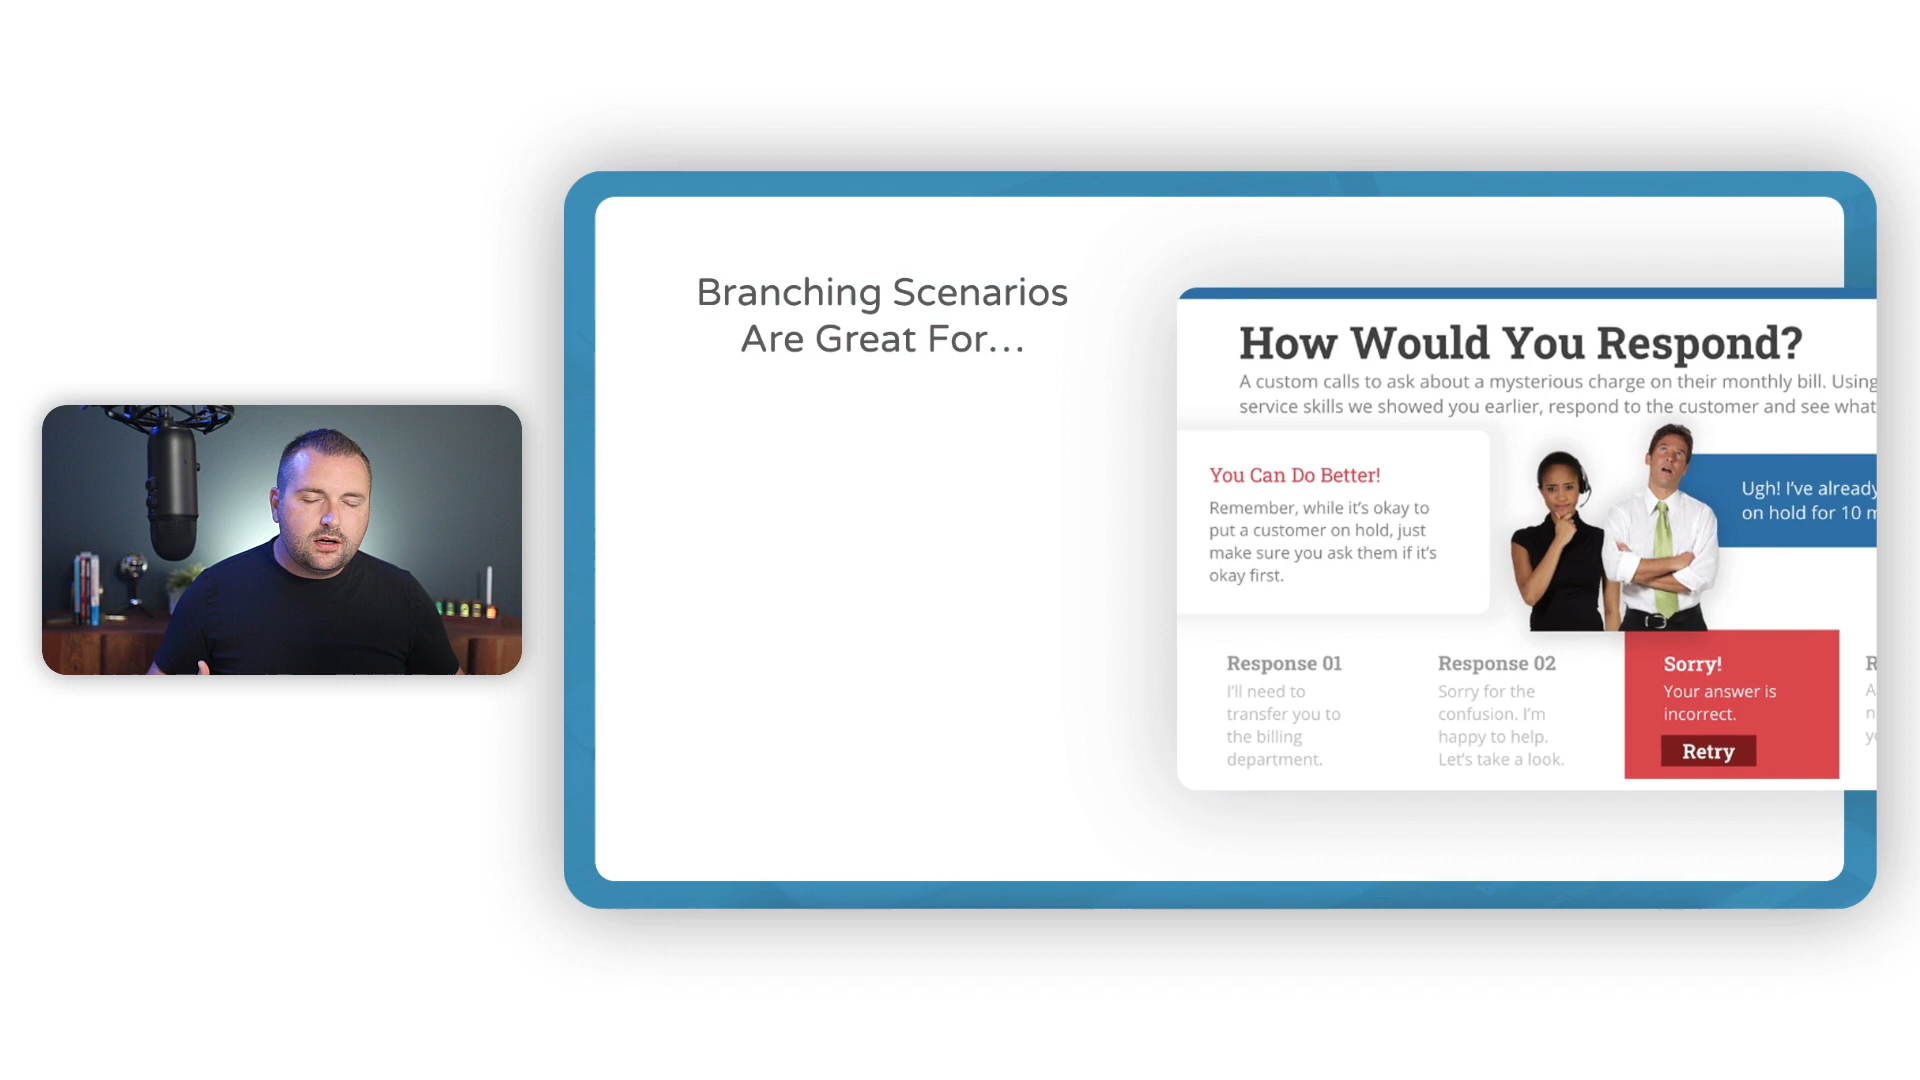 Branching Scenarios
Are Great For...
How Would You Respond?
A custom calls to ask about a mysterious charge on their monthly bill. Using
service skills we showed you earlier, respond to the customer and see what
You Can Do Better!
Remember, while it's okay to
put a customer on hold, just
make sure you ask them if it's
okay first.
Ugh! I've already
on hold for 10 m
Response 01
I'll need to
transfer you to
the billing
department.
Response 02
Sorry for the
confusion. I'm
happy to help.
Let's take a look.
Sorry!
Your answer is
incorrect.
Retry